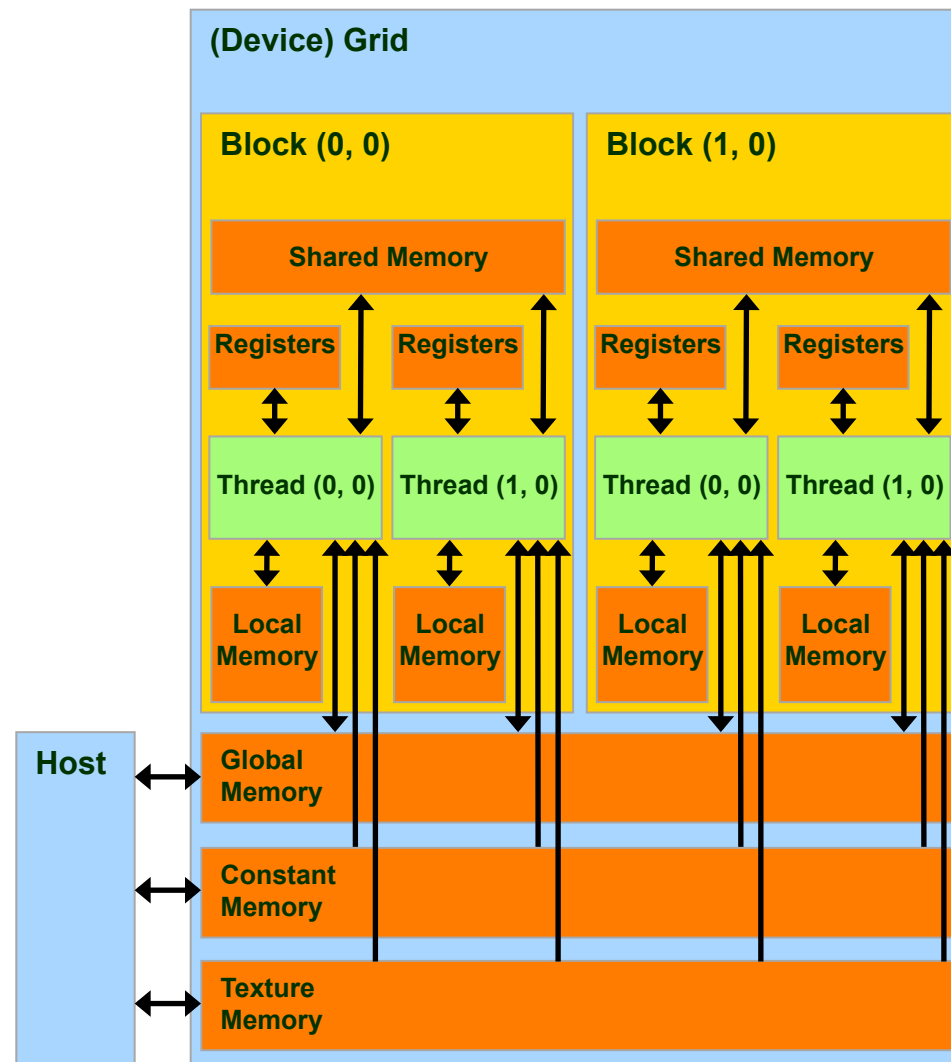 (Device) Grid
Block (0, 0)
Block (1, 0)
Shared Memory
Shared Memory
Registers
Registers
Registers
Registers
Thread (0, 0)
Thread (1, 0)
Thread (0, 0)
Thread (1, 0)
Local
Memory
Local
Memory
Local
Memory
Local
Memory
Host
Global
Memory
Constant
Memory
Texture
Memory